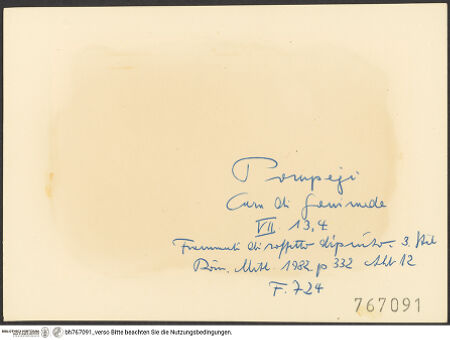 Pompeji
Casa di Ganimede
VII 13,4
Frammenti di soffitto dipinto. 3. Stil
Röm. Mitt. 1982 p 332 Abb 12
F. 724
767091
bh767091_verso Bitte beachten Sie die Nutzungsbedingungen.